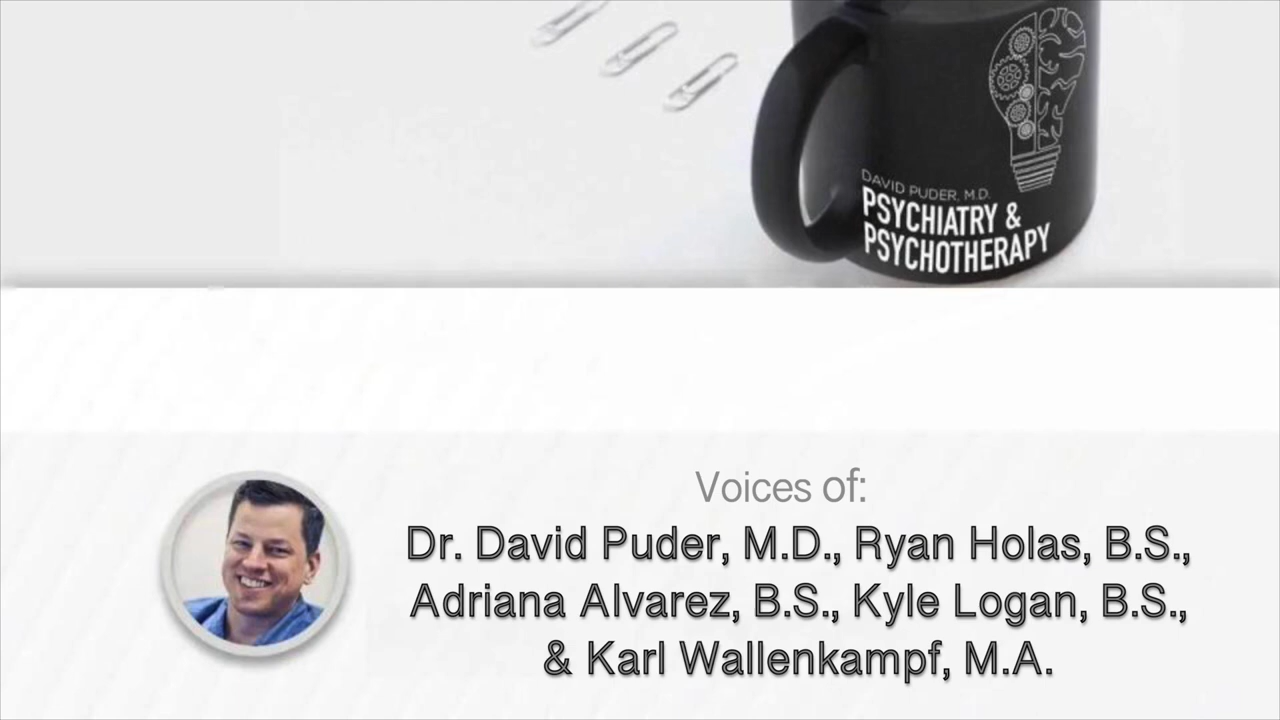 DAVID PUDER, M.D.
PSYCHIATRY &
PSYCHOTHERAPY
Voices of:
Dr. David Puder, M.D., Ryan Holas, B.S.,
Adriana Alvarez, B.S., Kyle Logan, B.S.,
& Karl Wallenkampf, M.A.